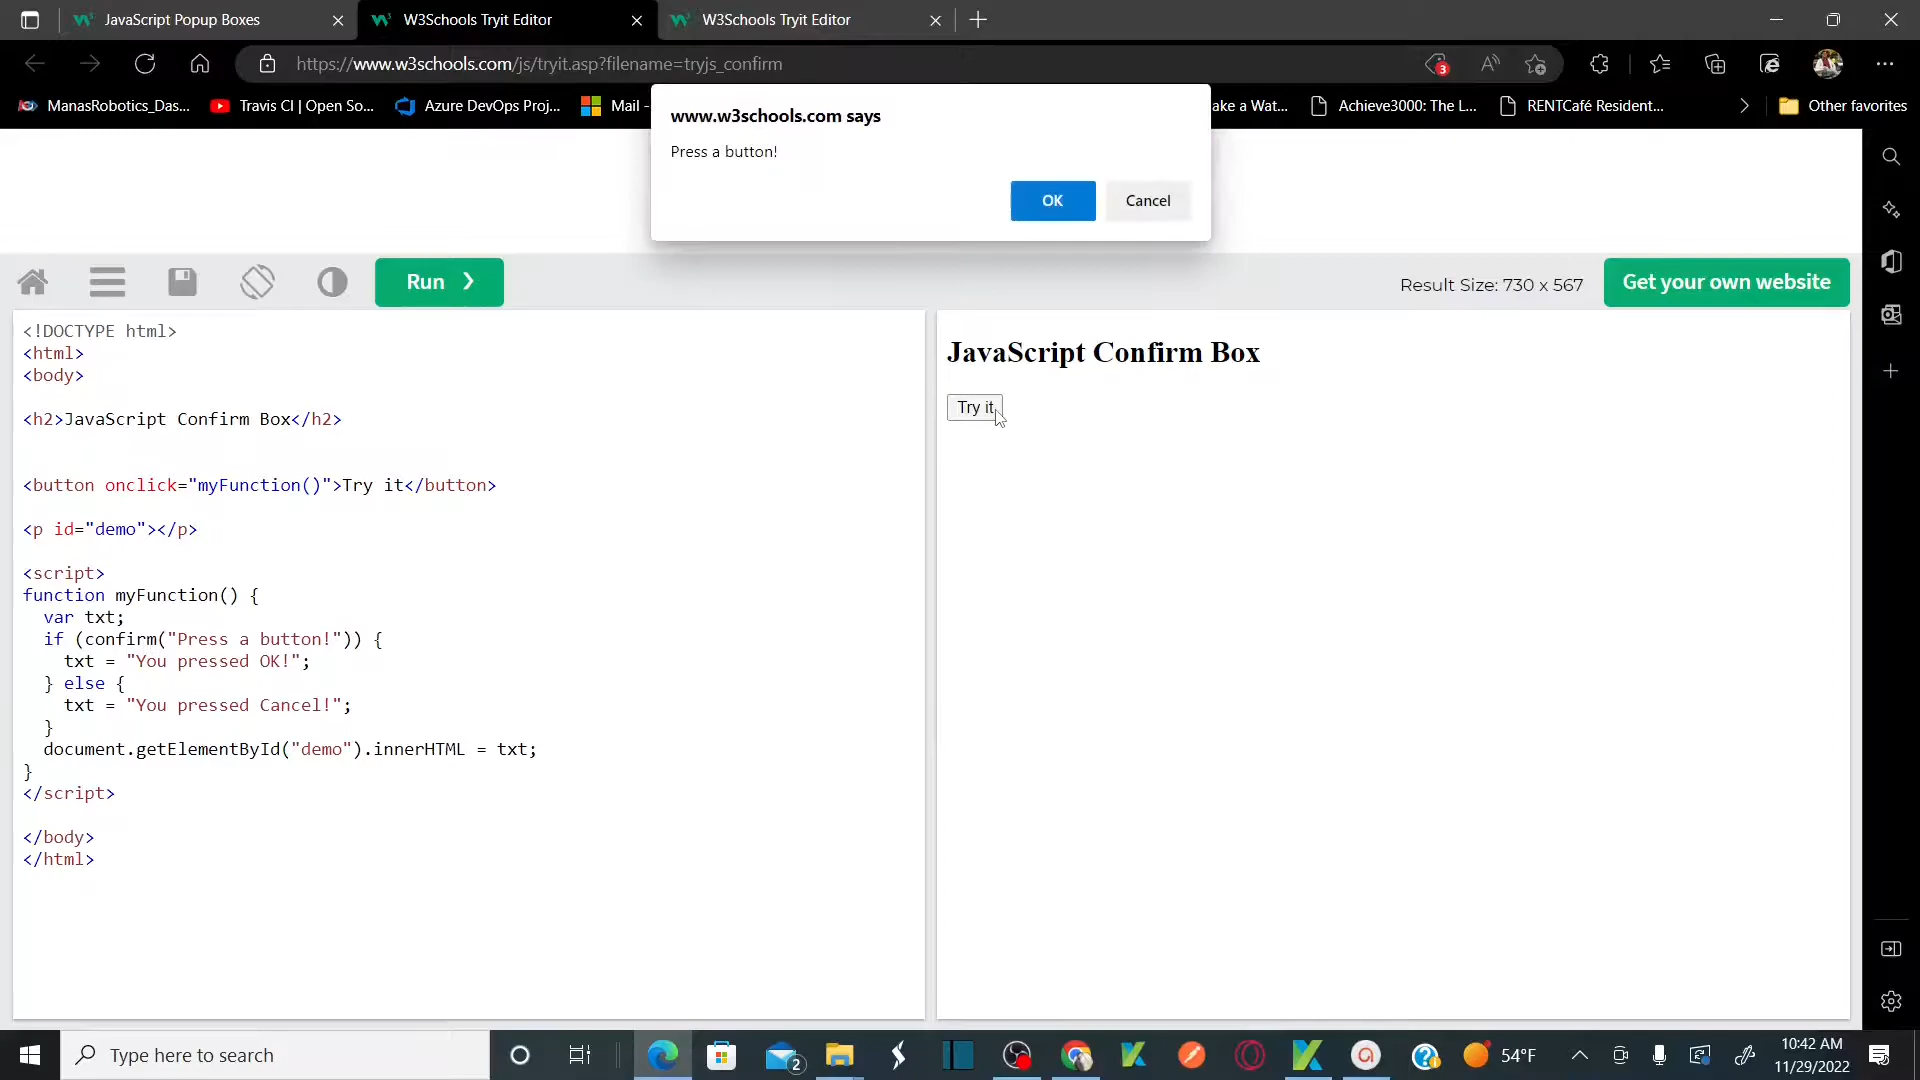 JavaScript Popup Boxes
W3Schools Tryit Editor
W3Schools Tryit Editor
https://www.w3schools.com/js/tryit.asp?filename=tryjs_confirm
3
ManasRobotics_Das...
Travis CI | Open So...
Azure DevOps Proj...
Mail -
ake a Wat...
Achieve3000: The L...
RENTCafé Resident...
Other favorites
www.w3schools.com says
Press a button!
OK
Cancel
Run ❯
Result Size: 730 x 567
Get your own website
<!DOCTYPE html>
<html>
<body>
<h2>JavaScript Confirm Box</h2>
<button onclick="myFunction()">Try it</button>
<p id="demo"></p>
<script>
function myFunction() {
  var txt;
  if (confirm("Press a button!")) {
    txt = "You pressed OK!";
  } else {
    txt = "You pressed Cancel!";
  }
  document.getElementById("demo").innerHTML = txt;
}
</script>
</body>
</html>
JavaScript Confirm Box
Try it
Type here to search
2
54°F
10:42 AM
11/29/2022